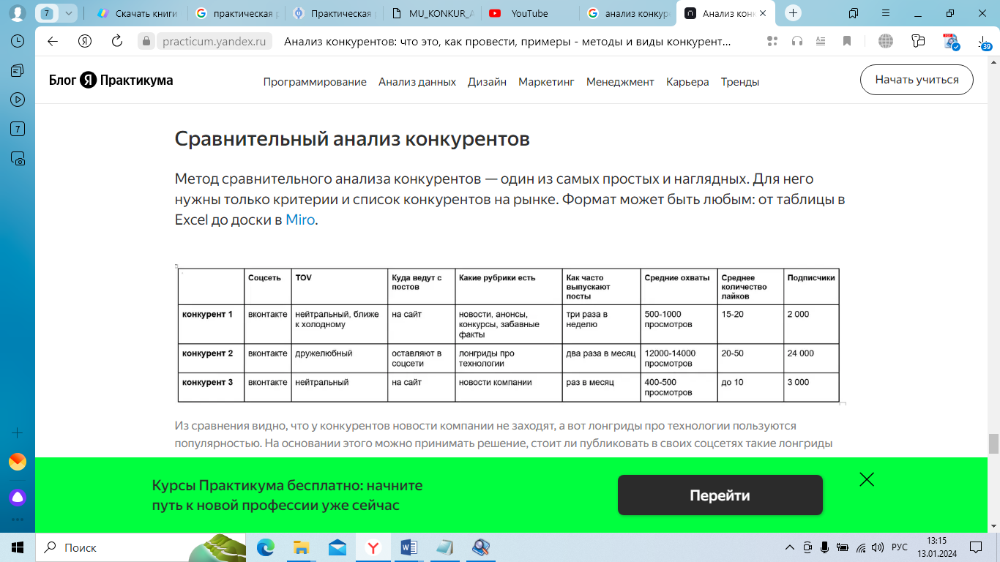 7
Скачать книги
практическая р
Практическая р
MU_KONKUR_A
YouTube
анализ конкуре
Анализ конк
practicum.yandex.ru
Анализ конкурентов: что это, как провести, примеры - методы и виды конкурент...
39
7
Блог Я Практикума
Программирование Анализ данных Дизайн Маркетинг Менеджмент Карьера Тренды
Начать учиться
Сравнительный анализ конкурентов
Метод сравнительного анализа конкурентов — один из самых простых и наглядных. Для него
нужны только критерии и список конкурентов на рынке. Формат может быть любым: от таблицы в
Excel до доски в Miro.
Соцсеть TOV Куда ведут с постов Какие рубрики есть Как часто выпускают посты Средние охваты Среднее количество лайков Подписчики
конкурент 1 вконтакте нейтральный, ближе к холодному на сайт новости, анонсы, конкурсы, забавные факты три раза в неделю 500-1000 просмотров 15-20 2 000
конкурент 2 вконтакте дружелюбный оставляют в соцсети лонгриды про технологии два раза в месяц 12000-14000 просмотров 20-50 24 000
конкурент 3 вконтакте нейтральный на сайт новости компании раз в месяц 400-500 просмотров до 10 3 000
Из сравнения видно, что у конкурентов новости компании не заходят, а вот лонгриды про технологии пользуются
популярностью. На основании этого можно принимать решение, стоит ли публиковать в своих соцсетях такие лонгриды
Курсы Практикума бесплатно: начните
путь к новой профессии уже сейчас
Перейти
Поиск
РУС
13:15
13.01.2024